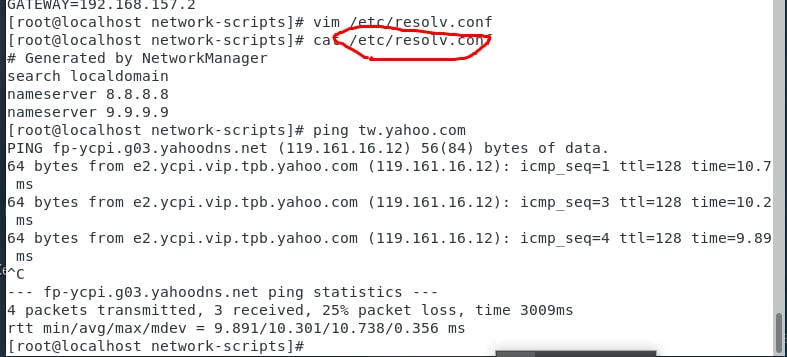 GATEWAY=192.168.157.2
[root@localhost network-scripts]# vim /etc/resolv.conf
[root@localhost network-scripts]# cat /etc/resolv.conf
# Generated by NetworkManager
search localdomain
nameserver 8.8.8.8
nameserver 9.9.9.9
[root@localhost network-scripts]# ping tw.yahoo.com
PING fp-ycpi.g03.yahoodns.net (119.161.16.12) 56(84) bytes of data.
64 bytes from e2.ycpi.vip.tpb.yahoo.com (119.161.16.12): icmp_seq=1 ttl=128 time=10.7
ms
64 bytes from e2.ycpi.vip.tpb.yahoo.com (119.161.16.12): icmp_seq=3 ttl=128 time=10.2
ms
64 bytes from e2.ycpi.vip.tpb.yahoo.com (119.161.16.12): icmp_seq=4 ttl=128 time=9.89
ms
^C
--- fp-ycpi.g03.yahoodns.net ping statistics ---
4 packets transmitted, 3 received, 25% packet loss, time 3009ms
rtt min/avg/max/mdev = 9.891/10.301/10.738/0.356 ms
[root@localhost network-scripts]#